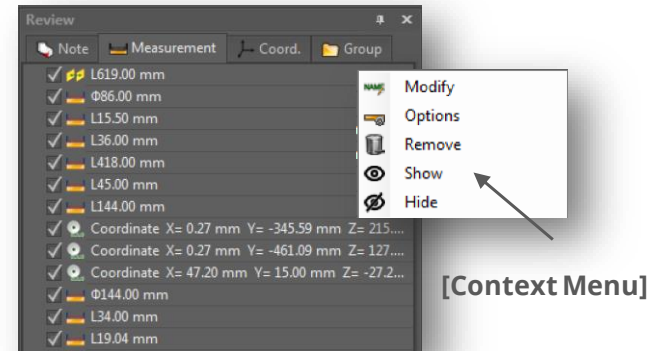 Review
Note Measurement Coord. Group
L619.00 mm
Φ86.00 mm
L15.50 mm
L36.00 mm
L418.00 mm
L45.00 mm
L144.00 mm
Coordinate X= 0.27 mm Y= -345.59 mm Z= 215....
Coordinate X= 0.27 mm Y= -461.09 mm Z= 127....
Coordinate X= 47.20 mm Y= 15.00 mm Z= -27.2...
Φ144.00 mm
L34.00 mm
L19.04 mm
NAME Modify
Options
Remove
Show
Hide
[Context Menu]